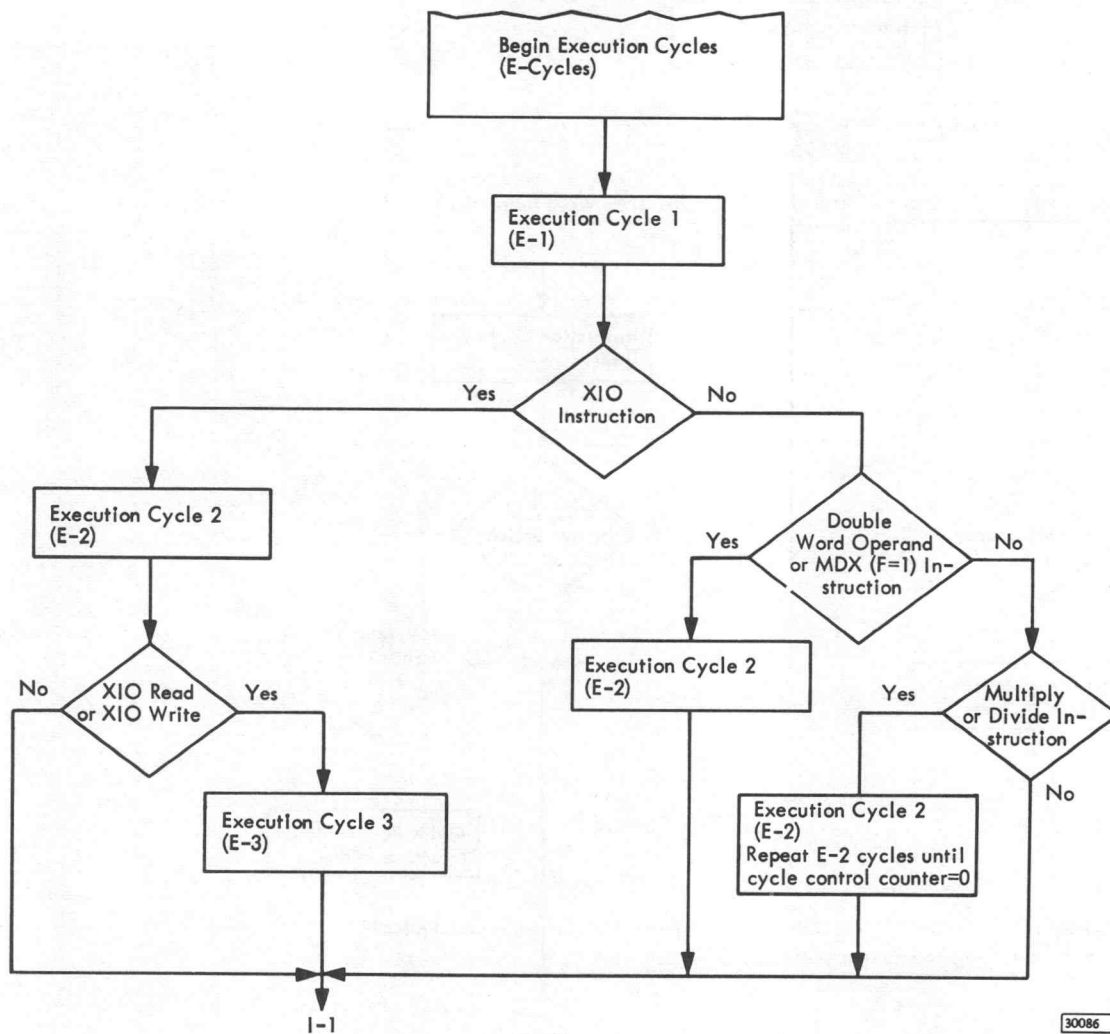 Begin Execution Cycles
(E-Cycles)
Execution Cycle 1
(E-1)
Yes
XIO
Instruction
No
Execution Cycle 2
(E-2)
Yes
Double
Word Operand
or MDX (F=1) In-
struction
No
No
XIO Read
or XIO Write
Yes
Execution Cycle 2
(E-2)
Yes
Multiply
or Divide In-
struction
No
Execution Cycle 3
(E-3)
Execution Cycle 2
(E-2)
Repeat E-2 cycles until
cycle control counter=0
I-1
30086